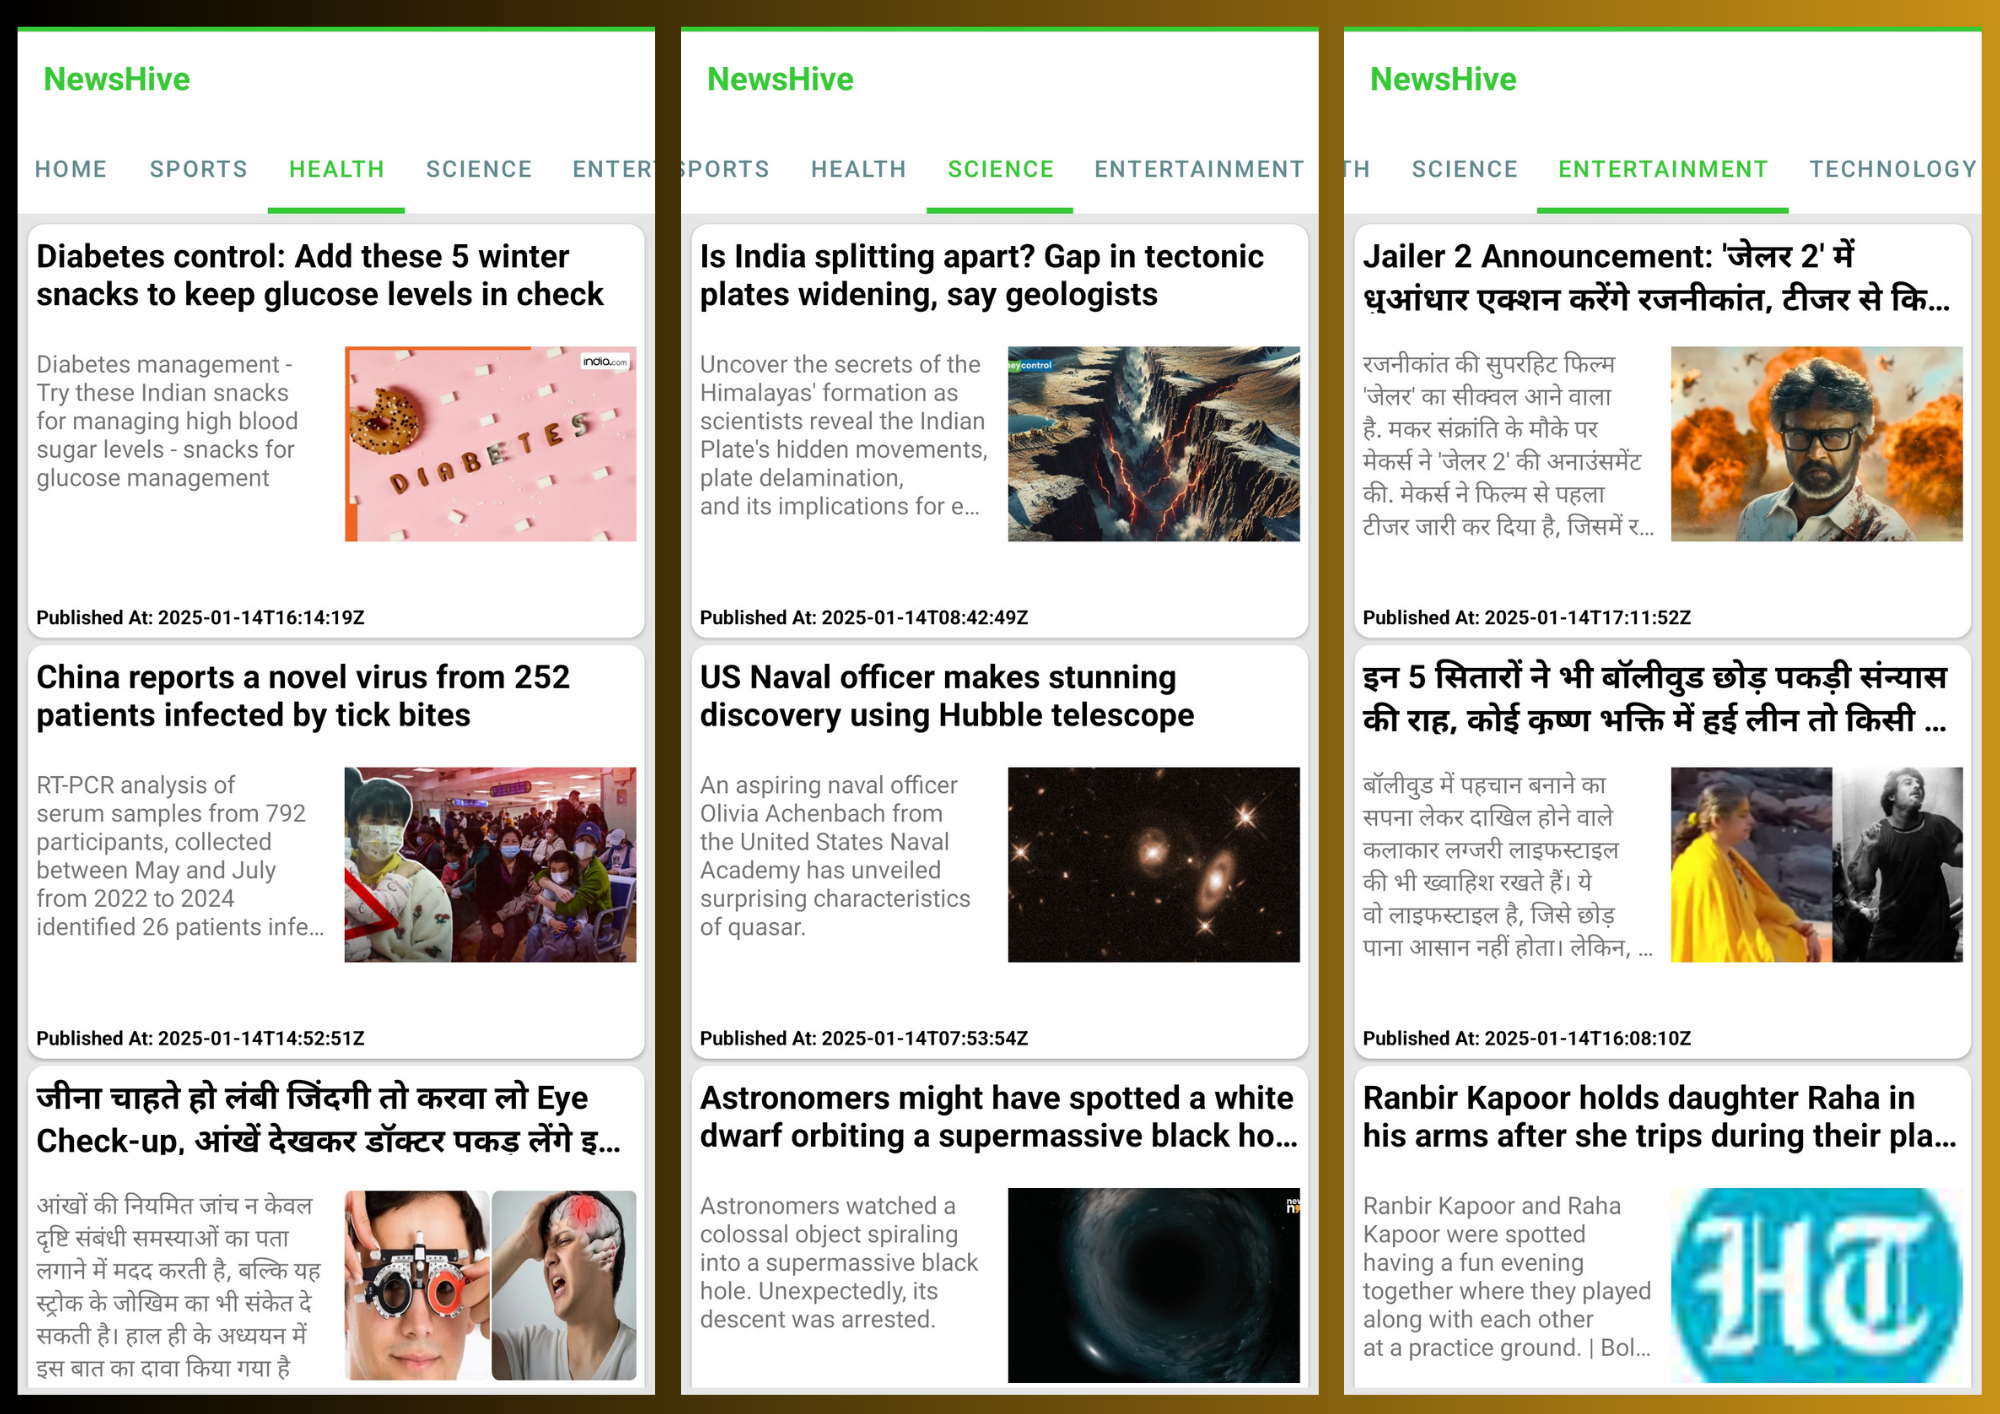 NewsHive
HOME SPORTS HEALTH SCIENCE ENTER
Diabetes control: Add these 5 winter
snacks to keep glucose levels in check
Diabetes management -
Try these Indian snacks
for managing high blood
sugar levels - snacks for
glucose management
india.com
DIABETES
Published At: 2025-01-14T16:14:19Z
China reports a novel virus from 252
patients infected by tick bites
RT-PCR analysis of
serum samples from 792
participants, collected
between May and July
from 2022 to 2024
identified 26 patients infe...
Published At: 2025-01-14T14:52:51Z
जीना चाहते हो लंबी जिंदगी तो करवा लो Eye
Check-up, आंखें देखकर डॉक्टर पकड़ लेंगे इ...
आंखों की नियमित जांच न केवल
दृष्टि संबंधी समस्याओं का पता
लगाने में मदद करती है, बल्कि यह
स्ट्रोक के जोखिम का भी संकेत दे
सकती है। हाल ही के अध्ययन में
इस बात का दावा किया गया है
NewsHive
SPORTS HEALTH SCIENCE ENTERTAINMENT
Is India splitting apart? Gap in tectonic
plates widening, say geologists
Uncover the secrets of the
Himalayas' formation as
scientists reveal the Indian
Plate's hidden movements,
plate delamination,
and its implications for e...
neycontrol
Published At: 2025-01-14T08:42:49Z
US Naval officer makes stunning
discovery using Hubble telescope
An aspiring naval officer
Olivia Achenbach from
the United States Naval
Academy has unveiled
surprising characteristics
of quasar.
Published At: 2025-01-14T07:53:54Z
Astronomers might have spotted a white
dwarf orbiting a supermassive black ho...
Astronomers watched a
colossal object spiraling
into a supermassive black
hole. Unexpectedly, its
descent was arrested.
NewsHive
TH SCIENCE ENTERTAINMENT TECHNOLOGY
Jailer 2 Announcement: 'जेलर 2' में
धुआंधार एक्शन करेंगे रजनीकांत, टीजर से कि...
रजनीकांत की सुपरहिट फिल्म
'जेलर' का सीक्वल आने वाला
है. मकर संक्रांति के मौके पर
मेकर्स ने 'जेलर 2' की अनाउंसमेंट
की. मेकर्स ने फिल्म से पहला
टीजर जारी कर दिया है, जिसमें र...
Published At: 2025-01-14T17:11:52Z
इन 5 सितारों ने भी बॉलीवुड छोड़ पकड़ी संन्यास
की राह, कोई कृष्ण भक्ति में हुई लीन तो किसी ...
बॉलीवुड में पहचान बनाने का
सपना लेकर दाखिल होने वाले
कलाकार लग्जरी लाइफस्टाइल
की भी ख्वाहिश रखते हैं। ये
वो लाइफस्टाइल है, जिसे छोड़
पाना आसान नहीं होता। लेकिन, ...
Published At: 2025-01-14T16:08:10Z
Ranbir Kapoor holds daughter Raha in
his arms after she trips during their pla...
Ranbir Kapoor and Raha
Kapoor were spotted
having a fun evening
together where they played
along with each other
at a practice ground. | Bol...
HT